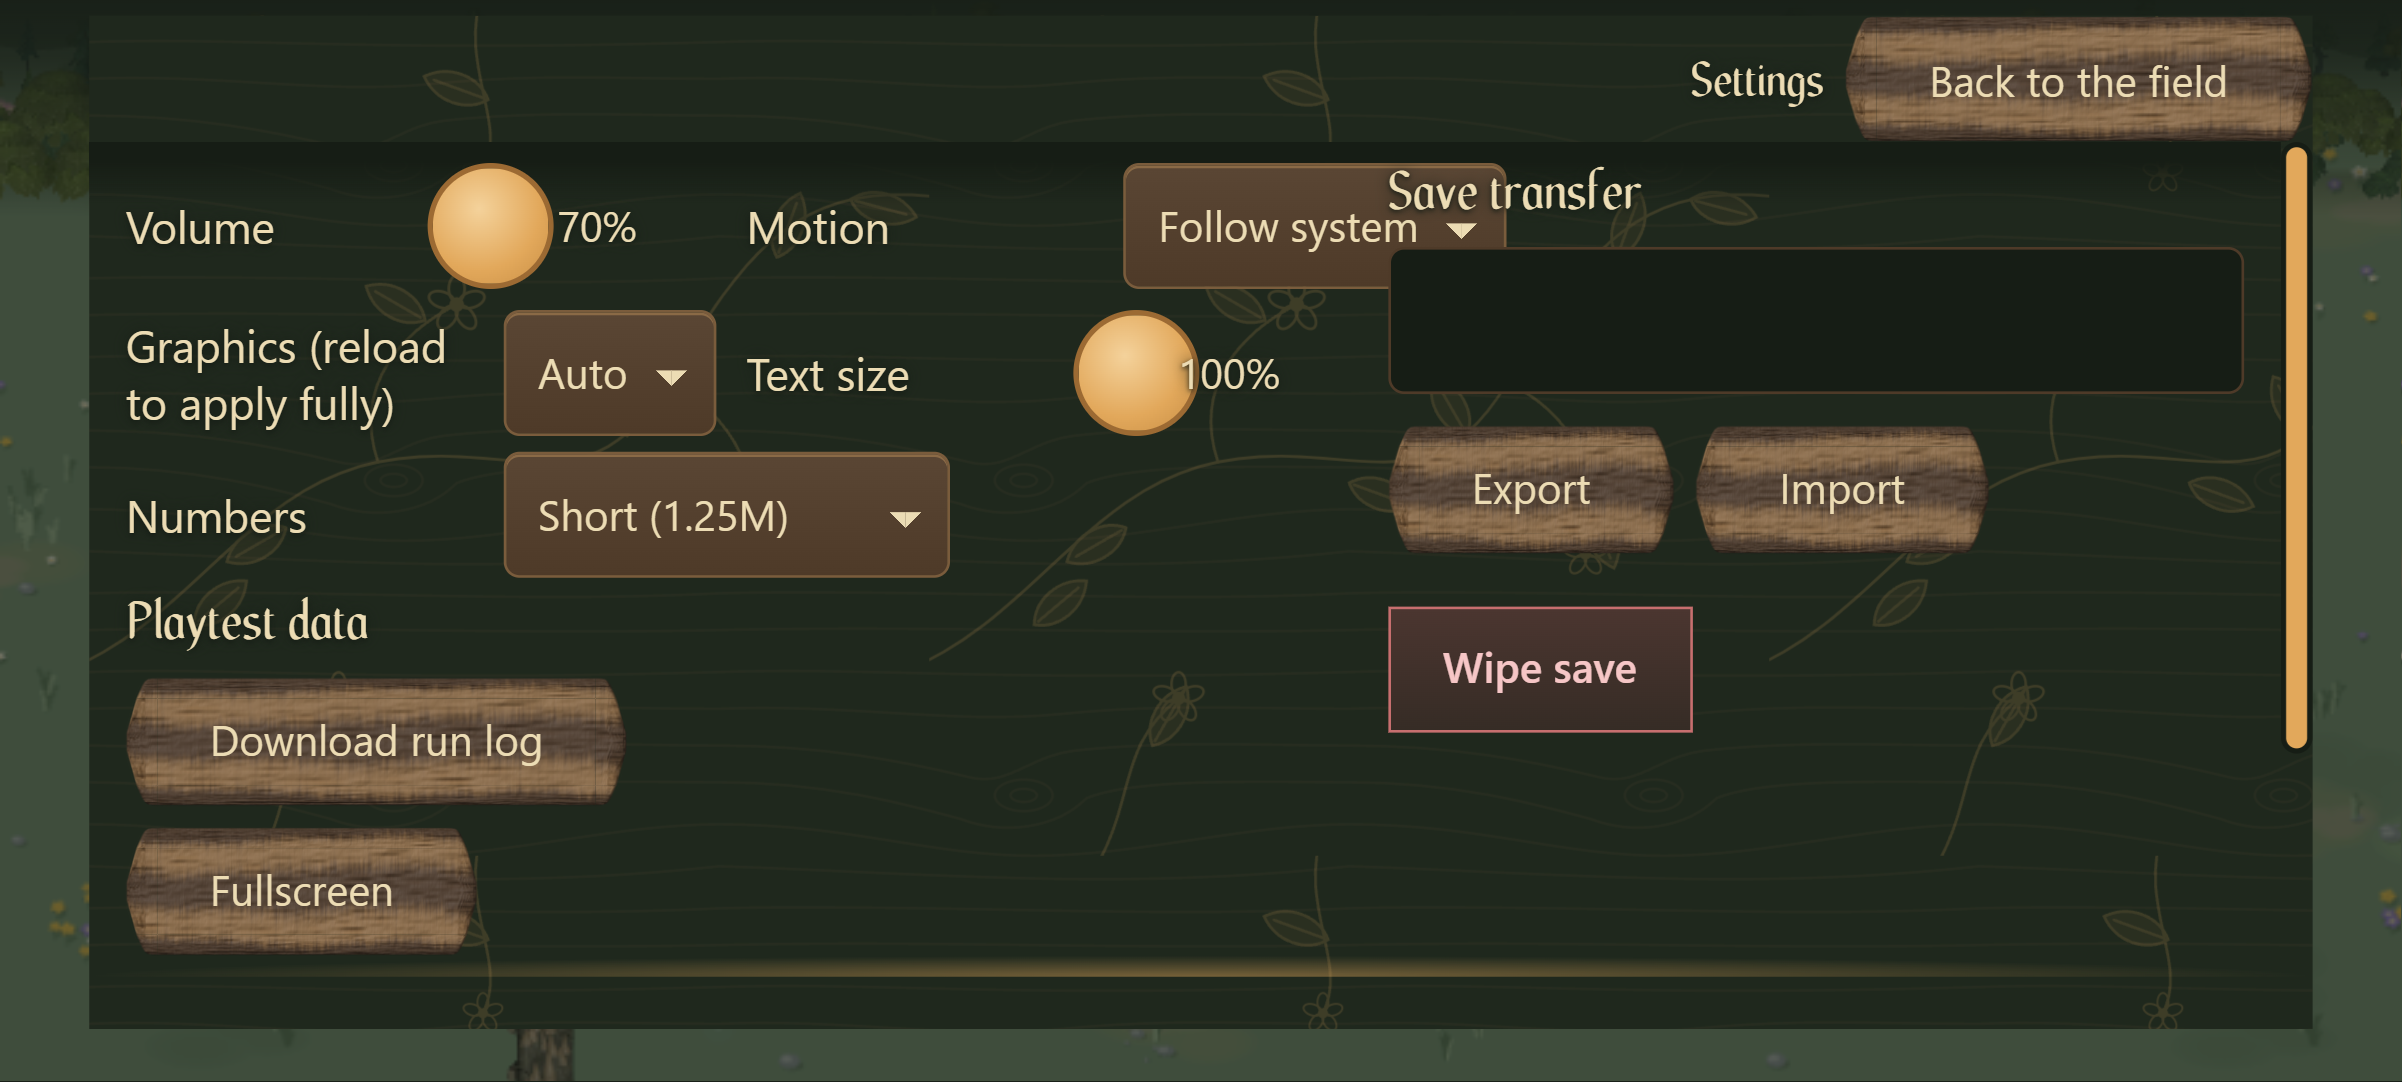 Settings
Back to the field
Volume
70%
Motion
Follow system
Save transfer
Graphics (reload
to apply fully)
Auto
Text size
100%
Numbers
Short (1.25M)
Export
Import
Playtest data
Wipe save
Download run log
Fullscreen